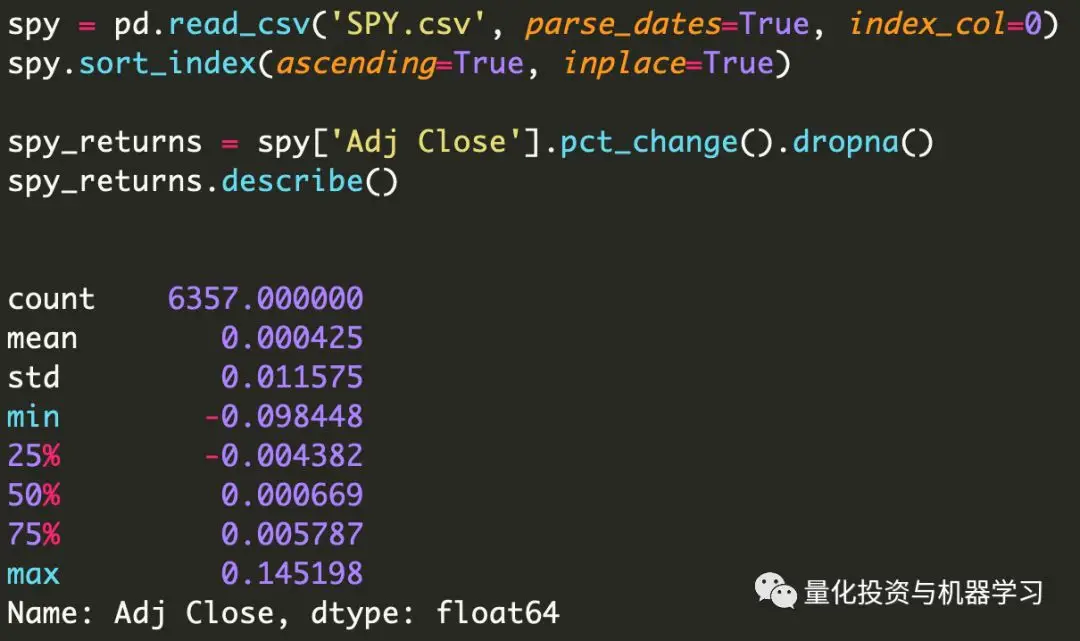 spy = pd.read_csv('SPY.csv', parse_dates=True, index_col=0)
spy.sort_index(ascending=True, inplace=True)
spy_returns = spy['Adj Close'].pct_change().dropna()
spy_returns.describe()
count 6357.000000
mean 0.000425
std 0.011575
min -0.098448
25% -0.004382
50% 0.000669
75% 0.005787
max 0.145198
Name: Adj Close, dtype: float64
量化投资与机器学习